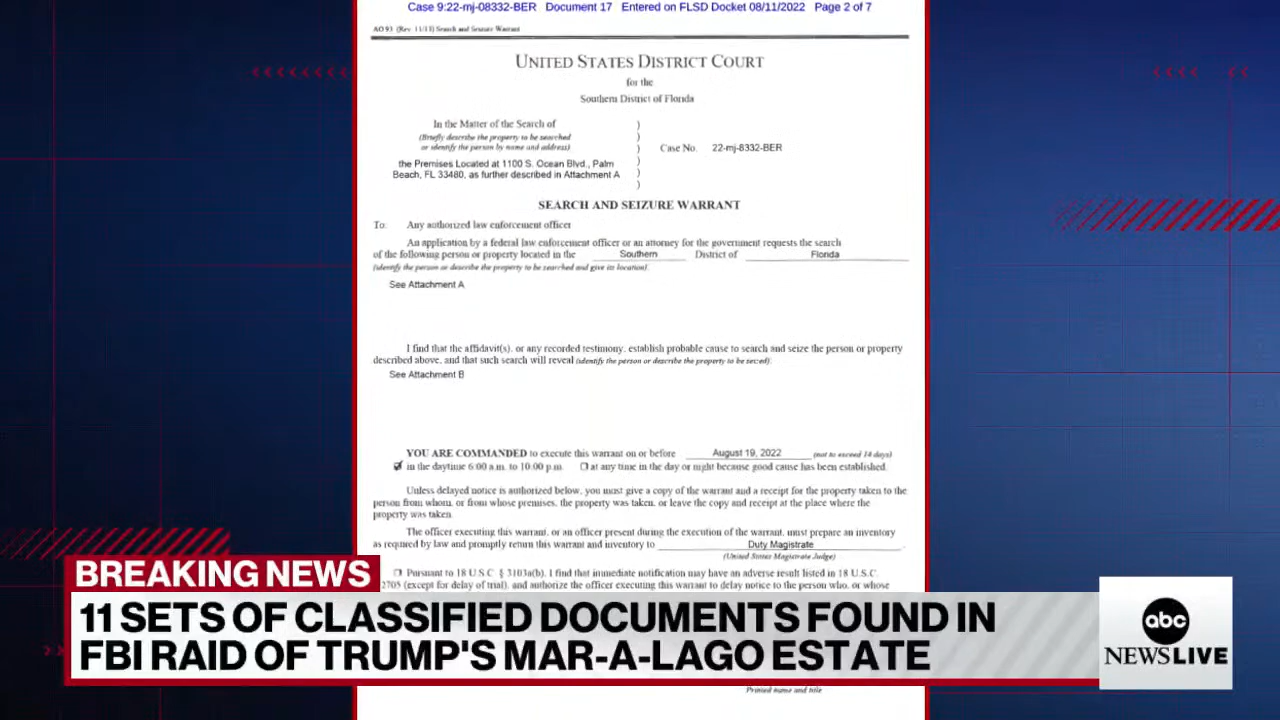 Case 9:22-mj-08332-BER Document 17 Entered on FLSD Docket 08/11/2022 Page 2 of 7
AO 93 (Rev. 11/13) Search and Seizure Warrant
UNITED STATES DISTRICT COURT
for the
Southern District of Florida
In the Matter of the Search of
(Briefly describe the property to be searched
or identify the person by name and address)
the Premises Located at 1100 S. Ocean Blvd., Palm
Beach, FL 33480, as further described in Attachment A
)
)
)
)
)
)
Case No. 22-mj-8332-BER
SEARCH AND SEIZURE WARRANT
To: Any authorized law enforcement officer
An application by a federal law enforcement officer or an attorney for the government requests the search
of the following person or property located in the Southern District of Florida
(identify the person or describe the property to be searched and give its location):
See Attachment A
I find that the affidavit(s), or any recorded testimony, establish probable cause to search and seize the person or property
described above, and that such search will reveal (identify the person or describe the property to be seized):
See Attachment B
YOU ARE COMMANDED to execute this warrant on or before August 19, 2022 (not to exceed 14 days)
in the daytime 6:00 a.m. to 10:00 p.m. at any time in the day or night because good cause has been established.
Unless delayed notice is authorized below, you must give a copy of the warrant and a receipt for the property taken to the
person from whom, or from whose premises, the property was taken, or leave the copy and receipt at the place where the
property was taken.
The officer executing this warrant, or an officer present during the execution of the warrant, must prepare an inventory
as required by law and promptly return this warrant and inventory to Duty Magistrate .
(United States Magistrate Judge)
Pursuant to 18 U.S.C. § 3103a(b), I find that immediate notification may have an adverse result listed in 18 U.S.C.
2705 (except for delay of trial), and authorize the officer executing this warrant to delay notice to the person who, or whose
BREAKING NEWS
11 SETS OF CLASSIFIED DOCUMENTS FOUND IN
FBI RAID OF TRUMP'S MAR-A-LAGO ESTATE
abc
NEWS LIVE
Printed name and title